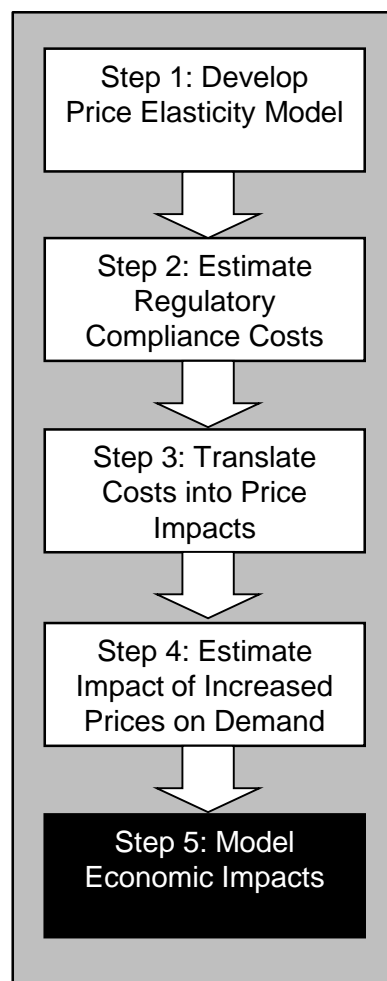 Step 1: Develop
Price Elasticity Model
Step 2: Estimate
Regulatory
Compliance Costs
Step 3: Translate
Costs into Price
Impacts
Step 4: Estimate
Impact of Increased
Prices on Demand
Step 5: Model
Economic Impacts